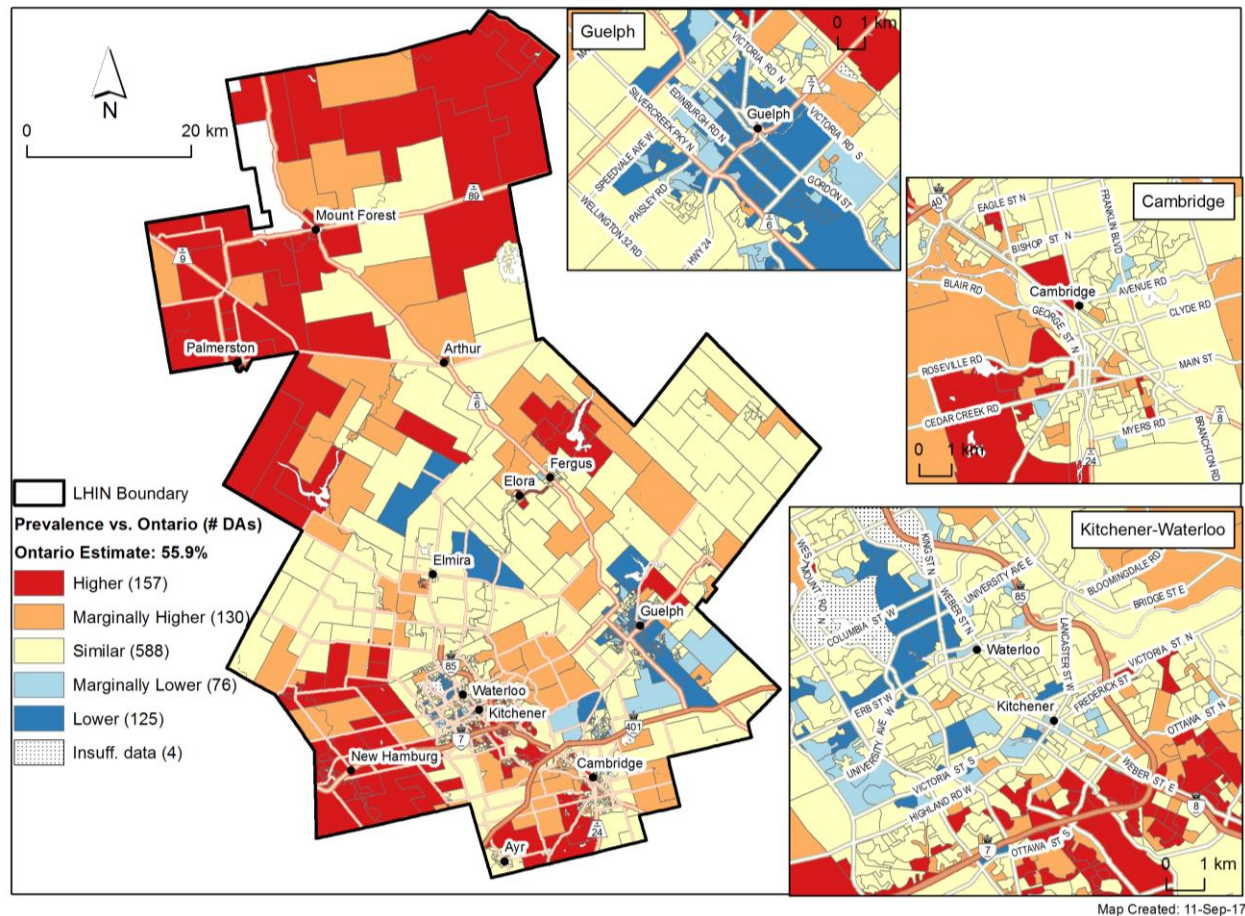 N
0 20 km
Mount Forest
89
9
Palmerston
Arthur
6
Fergus
Elora
Elmira
Guelph
85
Waterloo
Kitchener
7
401
New Hamburg
Cambridge
24
Ayr
LHIN Boundary
Prevalence vs. Ontario (# DAs)
Ontario Estimate: 55.9%
Higher (157)
Marginally Higher (130)
Similar (588)
Marginally Lower (76)
Lower (125)
Insuff. data (4)
Guelph
0 1 km
VICTORIA RD N
7
SILVERCREEK PKY N
EDINBURGH RD N
Guelph
VICTORIA RD S
SPEEDVALE AVE W
PAISLEY RD
GORDON ST
WELLINGTON 32 RD
HWY 24
6
Cambridge
401
EAGLE ST N
FRANKLIN BLVD
BISHOP ST N
BLAIR RD
Cambridge
AVENUE RD
GEORGE ST N
CLYDE RD
ROSEVILLE RD
MAIN ST
CEDAR CREEK RD
MYERS RD
8
0 1 km
24
BRANCHTON RD
Kitchener-Waterloo
WESTMOUNT RD N
KING ST N
UNIVERSITY AVE E
BLOOMINGDALE RD
85
BRIDGE ST E
WEBER ST N
COLUMBIA ST W
LANCASTER ST W
Waterloo
VICTORIA ST N
ERB ST W
FREDERICK ST
Kitchener
OTTAWA ST N
UNIVERSITY AVE W
VICTORIA ST S
WEBER ST E
HIGHLAND RD W
8
7
OTTAWA ST S
0 1 km
Map Created: 11-Sep-17